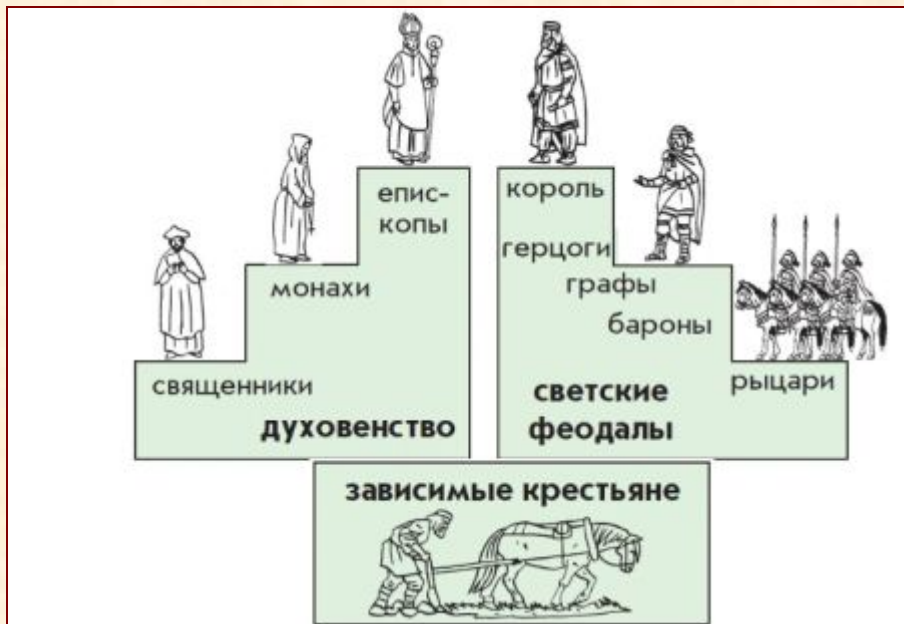 епис-
копы
король
герцоги
монахи
графы
бароны
священники
рыцари
духовенство
светские
феодалы
зависимые крестьяне